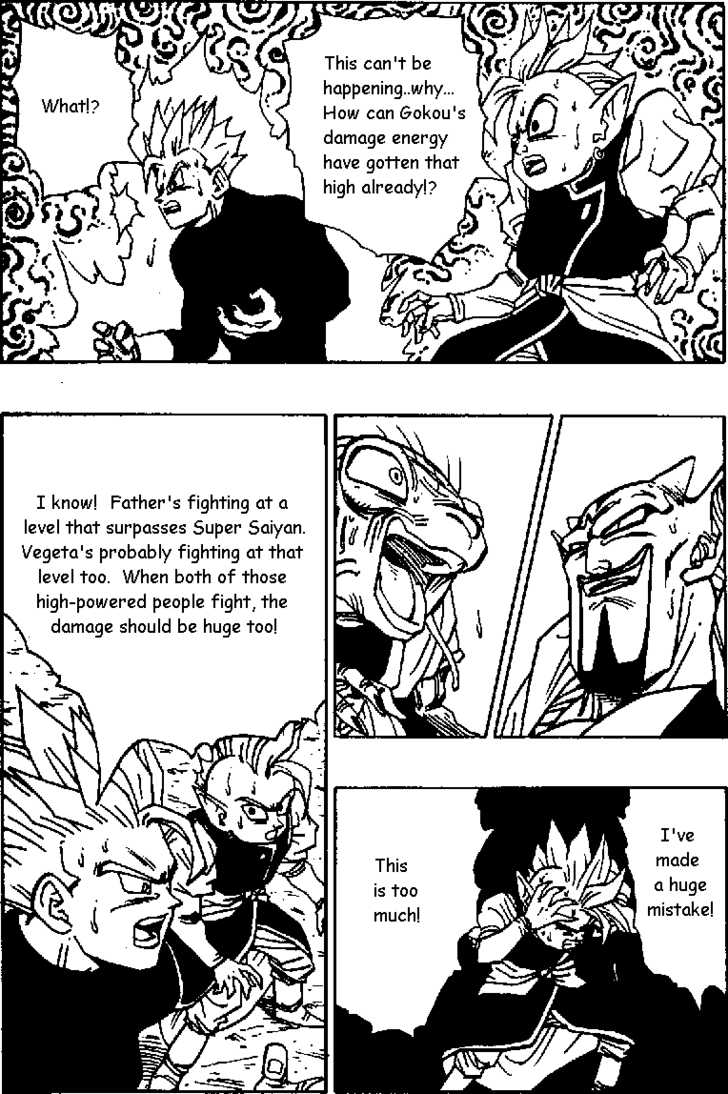 What!?
This can't be
happening..why...
How can Gokou's
damage energy
have gotten that
high already!?
I know!  Father's fighting at a
level that surpasses Super Saiyan.
Vegeta's probably fighting at that
level too.  When both of those
high-powered people fight, the
damage should be huge too!
This
is too
much!
I've
made
a huge
mistake!